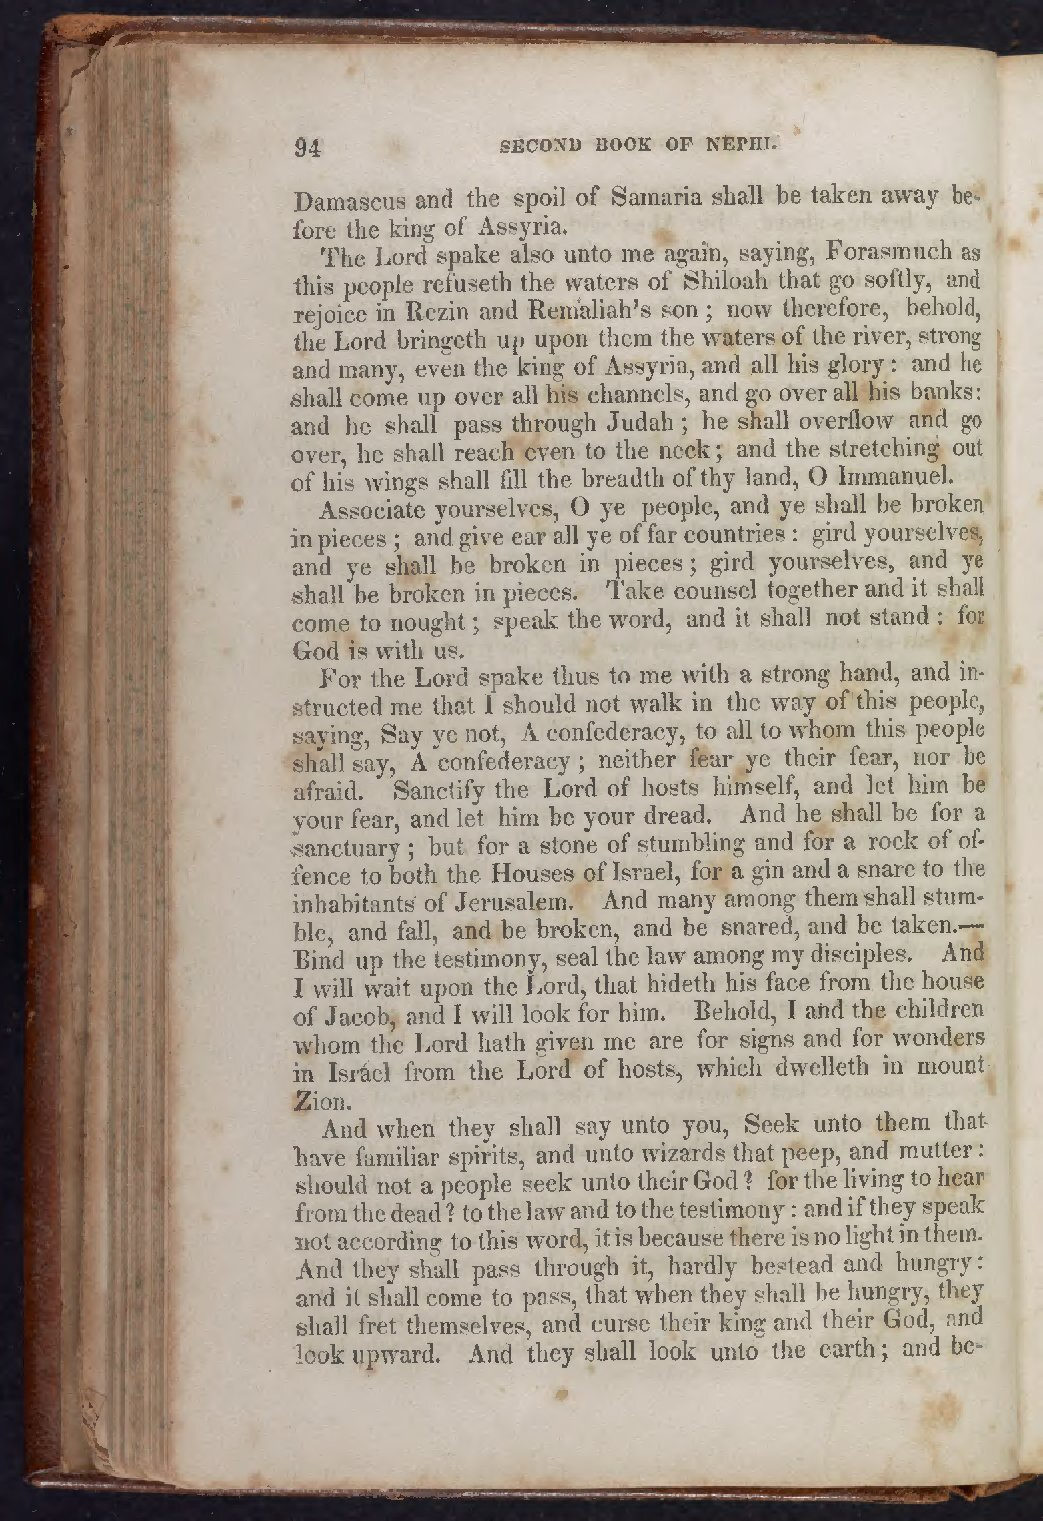 94 SECOND BOOK OF NEPHI.
Damascus and the spoil of Samaria shall be taken away be-
fore the king of Assyria.
The Lord spake also unto me again, saying, Forasmuch as
this people refuseth the waters of Shiloah that go softly, and
rejoice in Rezin and Remaliah's son ; now therefore, behold,
the Lord bringeth up upon them the waters of the river, strong
and many, even the king of Assyria, and all his glory : and he
shall come up over all his channels, and go over all his banks:
and he shall pass through Judah ; he shall overflow and go
over, he shall reach even to the neck ; and the stretching out
of his wings shall fill the breadth of thy land, O Immanuel.
Associate yourselves, O ye people, and ye shall be broken
in pieces ; and give ear all ye of far countries : gird yourselves,
and ye shall be broken in pieces ; gird yourselves, and ye
shall be broken in pieces. Take counsel together and it shall
come to nought ; speak the word, and it shall not stand : for
God is with us.
For the Lord spake thus to me with a strong hand, and in-
structed me that I should not walk in the way of this people,
saying, Say ye not, A confederacy, to all to whom this people
shall say, A confederacy ; neither fear ye their fear, nor be
afraid. Sanctify the Lord of hosts himself, and let him be
your fear, and let him be your dread. And he shall be for a
sanctuary ; but for a stone of stumbling and for a rock of of-
fence to both the Houses of Israel, for a gin and a snare to the
inhabitants of Jerusalem. And many among them shall stum-
ble, and fall, and be broken, and be snared, and be taken.—
Bind up the testimony, seal the law among my disciples. And
I will wait upon the Lord, that hideth his face from the house
of Jacob, and I will look for him. Behold, I and the children
whom the Lord hath given me are for signs and for wonders
in Israel from the Lord of hosts, which dwelleth in mount
Zion.
And when they shall say unto you, Seek unto them that
have familiar spirits, and unto wizards that peep, and mutter :
should not a people seek unto their God ? for the living to hear
from the dead ? to the law and to the testimony : and if they speak
not according to this word, it is because there is no light in them.
And they shall pass through it, hardly bestead and hungry :
and it shall come to pass, that when they shall be hungry, they
shall fret themselves, and curse their king and their God, and
look upward. And they shall look unto the earth ; and be-